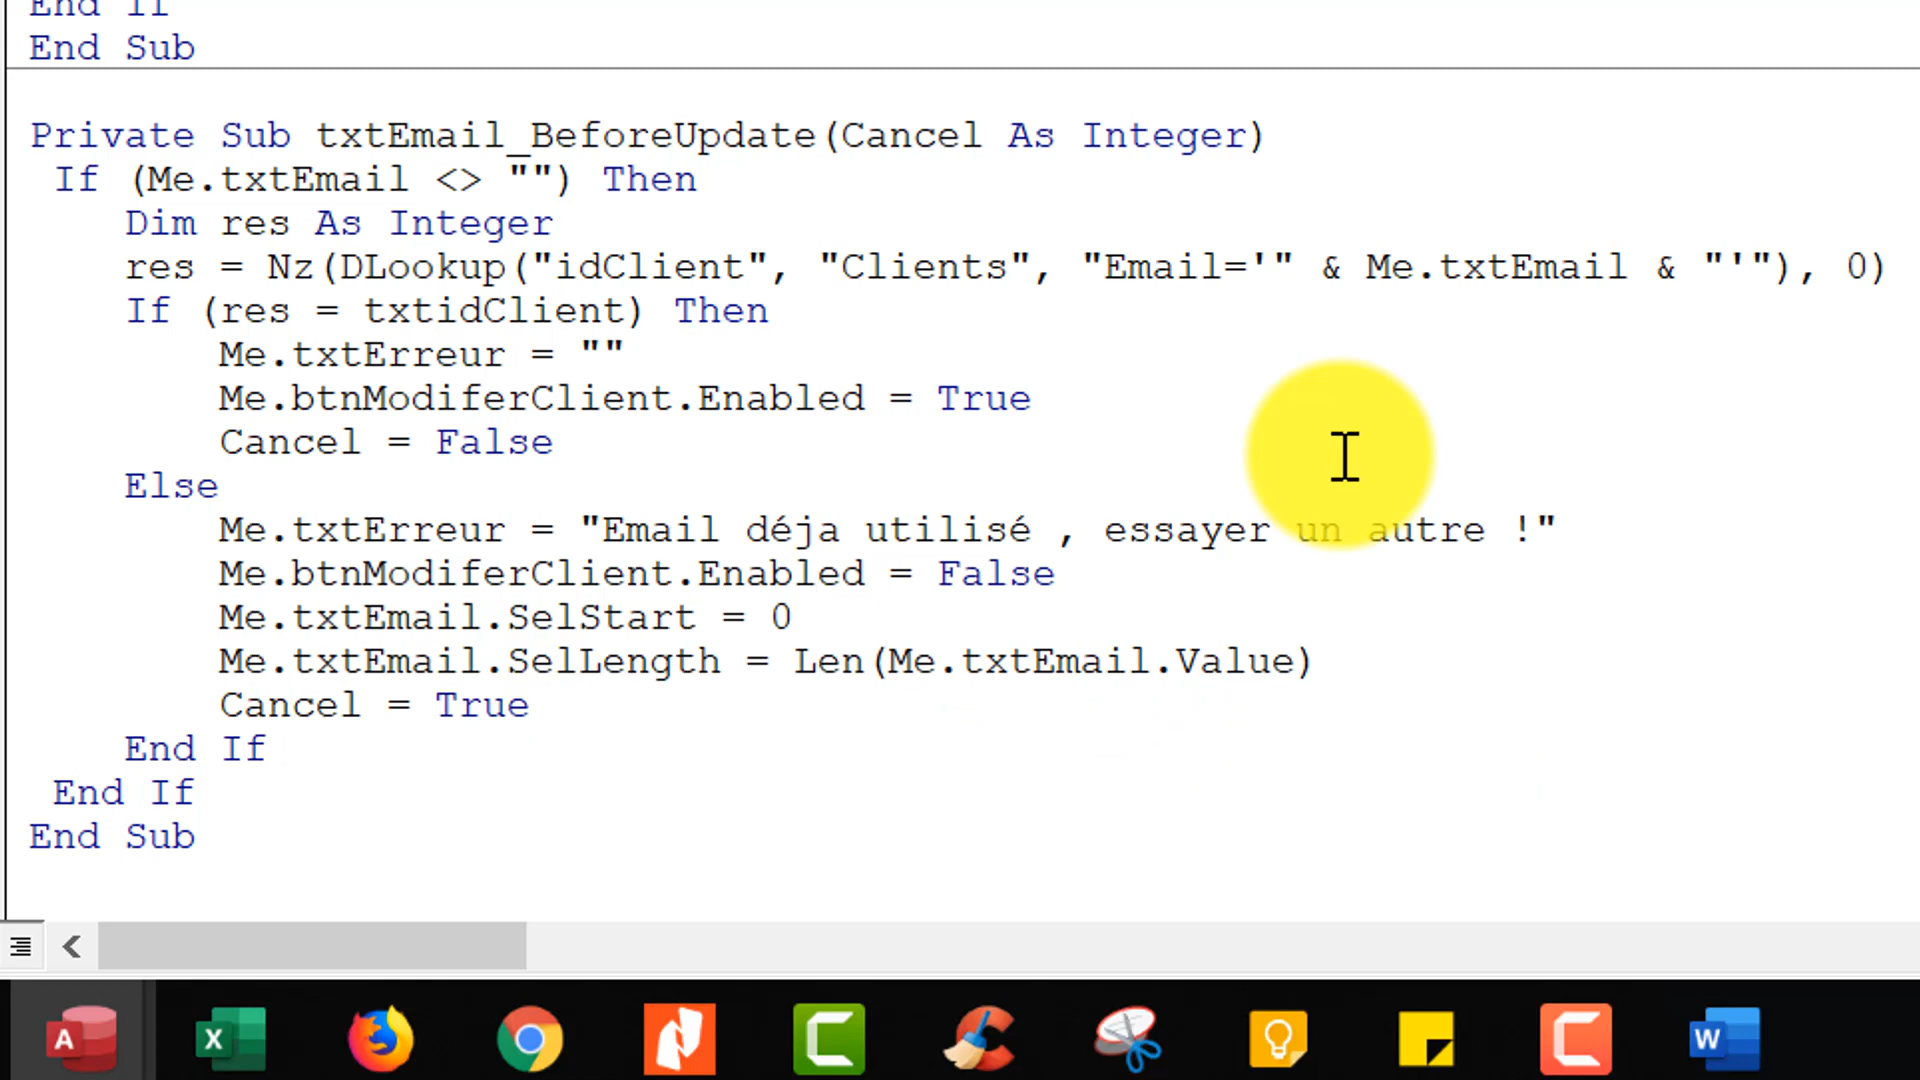 End If
End Sub
Private Sub txtEmail_BeforeUpdate(Cancel As Integer)
If (Me.txtEmail <> "") Then
Dim res As Integer
res = Nz(DLookup("idClient", "Clients", "Email='" & Me.txtEmail & "'"), 0)
If (res = txtidClient) Then
Me.txtErreur = ""
Me.btnModiferClient.Enabled = True
Cancel = False
Else
Me.txtErreur = "Email déja utilisé , essayer un autre !"
Me.btnModiferClient.Enabled = False
Me.txtEmail.SelStart = 0
Me.txtEmail.SelLength = Len(Me.txtEmail.Value)
Cancel = True
End If
End If
End Sub